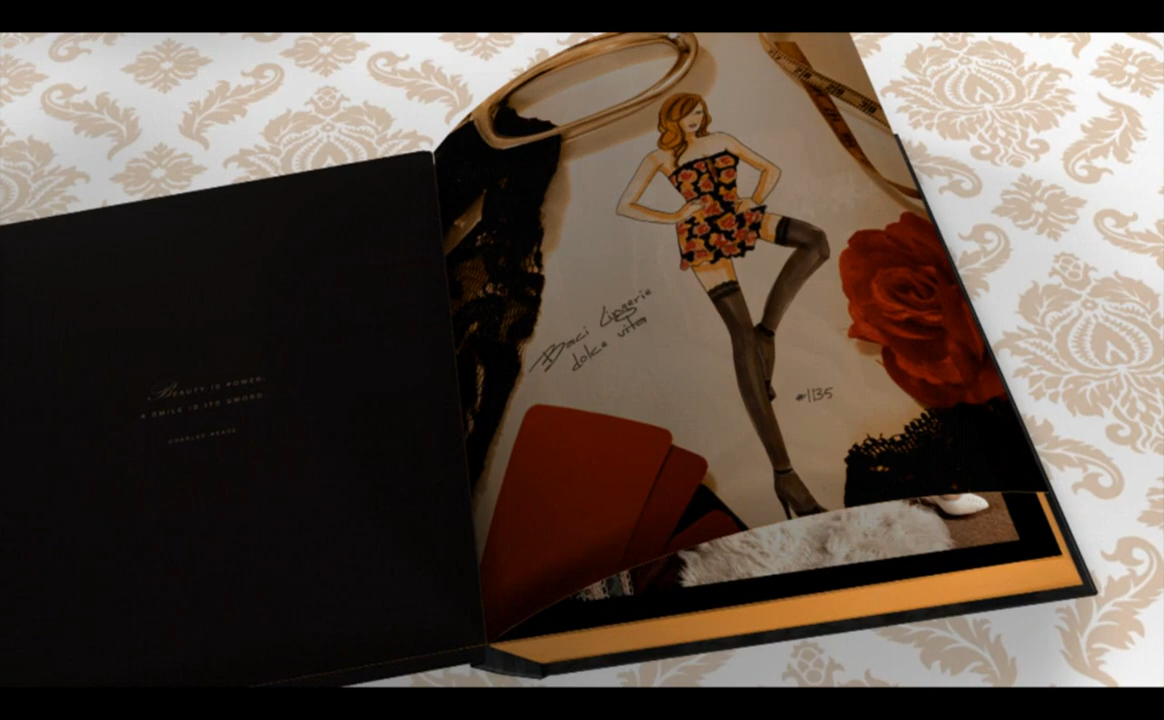 BEAUTY IS POWER,
A SMILE IS ITS SWORD.
CHARLES READE
Baci Lingerie
dolce vita
#1135